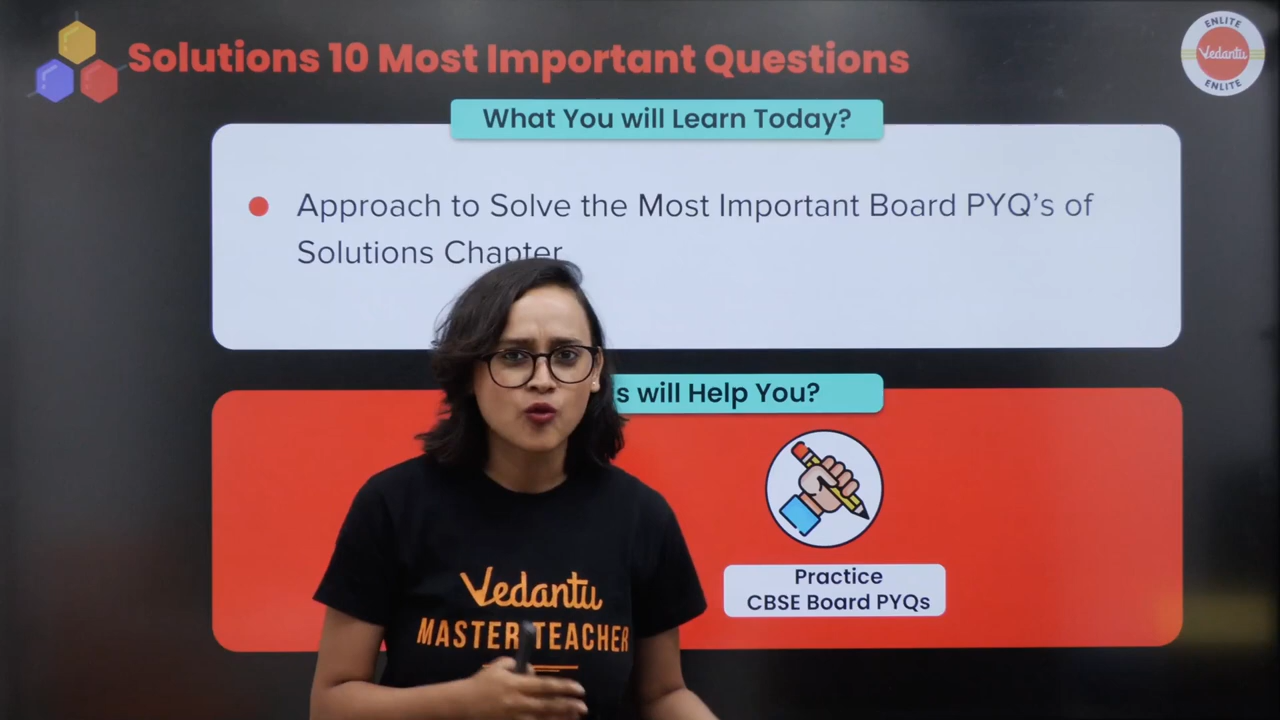 Solutions 10 Most Important Questions
ENLITE
Vedantu
ENLITE
What You will Learn Today?
Approach to Solve the Most Important Board PYQ's of
Solutions Chapter
s will Help You?
Practice
CBSE Board PYQs
Vedantu
MASTER TEACHER